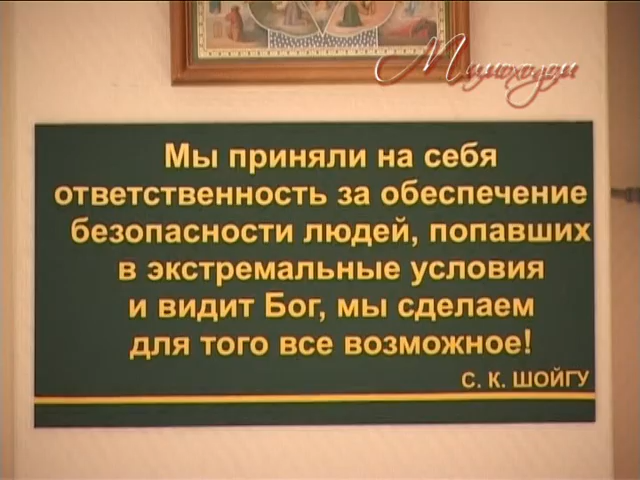 Мимоходом
Мы приняли на себя
ответственность за обеспечение
безопасности людей, попавших
в экстремальные условия
и видит Бог, мы сделаем
для того все возможное!
С. К. ШОЙГУ